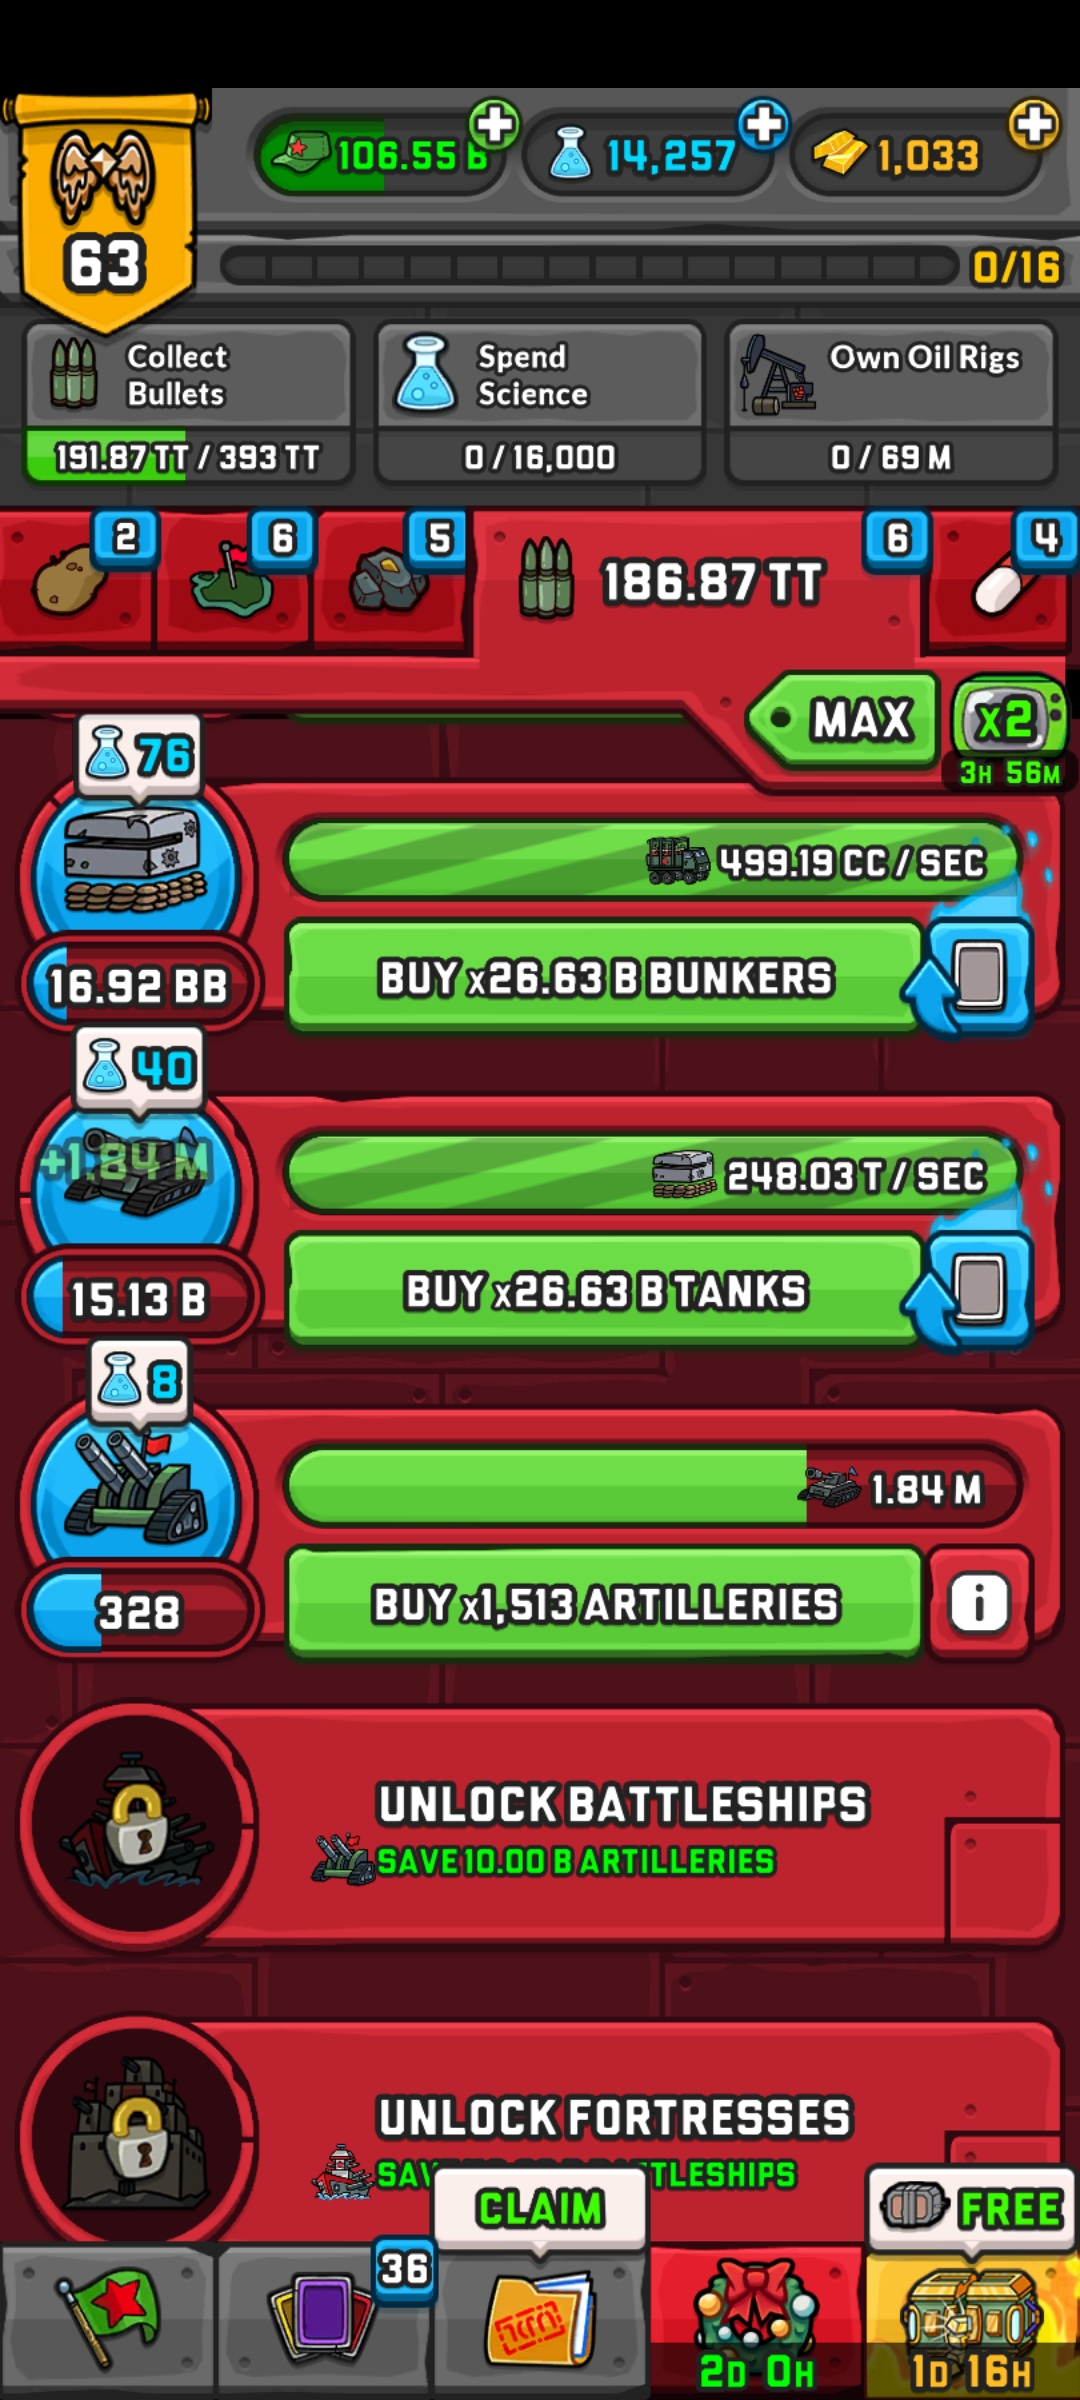 106.55 B
14,257
1,033
63
0/16
Collect
Bullets
191.87 TT / 393 TT
Spend
Science
0 / 16,000
Own Oil Rigs
0 / 69 M
2
6
5
186.87 TT
6
4
MAX
x2
3H 56M
76
499.19 CC / SEC
16.92 BB
BUY x26.63 B BUNKERS
40
+1.84 M
248.03 T / SEC
15.13 B
BUY x26.63 B TANKS
8
1.84 M
328
BUY x1,513 ARTILLERIES
i
UNLOCK BATTLESHIPS
SAVE 10.00 B ARTILLERIES
UNLOCK FORTRESSES
CLAIM
FREE
36
2D 0H
1D 16H